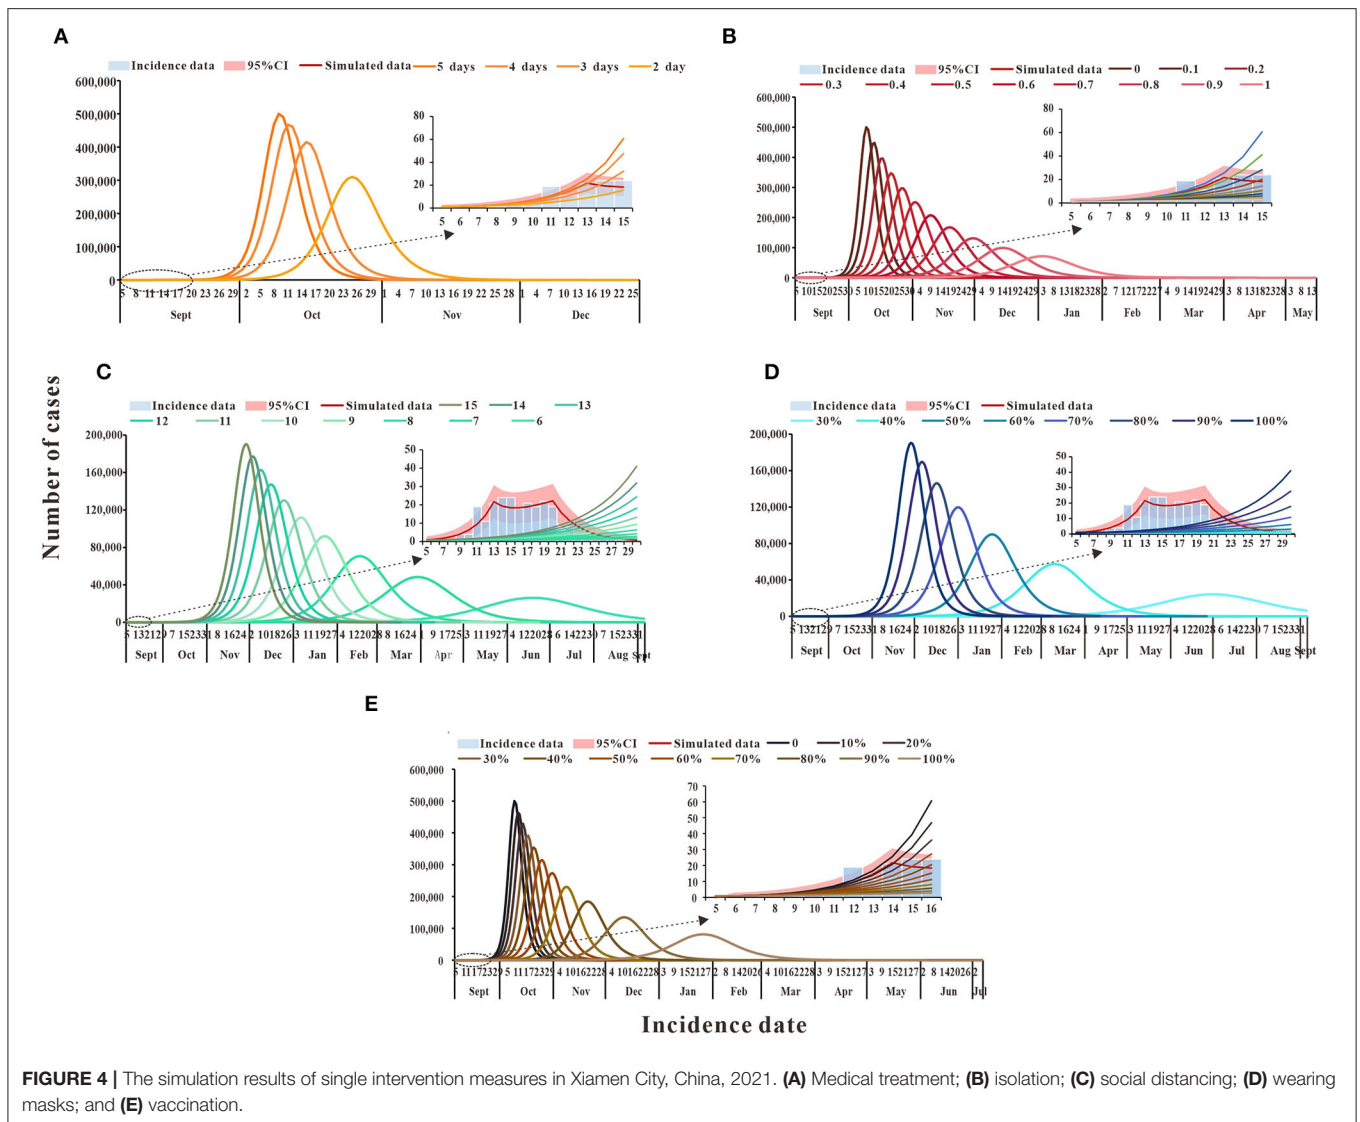 A
Incidence data 95%CI Simulated data 5 days 4 days 3 days 2 day
600,000
500,000
400,000
300,000
200,000
100,000
0
80
60
40
20
0
5 6 7 8 9 10 11 12 13 14 15
5 8 11 14 17 20 23 26 29 2 5 8 11 14 17 20 23 26 29 1 4 7 10 13 16 19 22 25 28 1 4 7 10 13 16 19 22 25
Sept Oct Nov Dec
B
Incidence data 95%CI Simulated data 0 0.1 0.2
0.3 0.4 0.5 0.6 0.7 0.8 0.9 1
600,000
500,000
400,000
300,000
200,000
100,000
0
80
60
40
20
0
5 6 7 8 9 10 11 12 13 14 15
Sept Oct Nov Dec Jan Feb Mar Apr May
Number of cases
C
Incidence data 95%CI Simulated data 15 14 13
12 11 10 9 8 7 6
200,000
160,000
120,000
80,000
40,000
0
50
40
30
20
10
0
5 7 9 11 13 15 17 19 21 23 25 27 29
Sept Oct Nov Dec Jan Feb Mar Apr May Jun Jul Aug Sept
D
Incidence data 95%CI Simulated data
30% 40% 50% 60% 70% 80% 90% 100%
200,000
160,000
120,000
80,000
40,000
0
50
40
30
20
10
0
5 7 9 11 13 15 17 19 21 23 25 27 29
Sept Oct Nov Dec Jan Feb Mar Apr May Jun Jul Aug Sept
E
Incidence data 95%CI Simulated data 0 10% 20%
30% 40% 50% 60% 70% 80% 90% 100%
600,000
500,000
400,000
300,000
200,000
100,000
0
70
60
50
40
30
20
10
0
5 6 7 8 9 10 11 12 13 14 15 16
Sept Oct Nov Dec Jan Feb Mar Apr May Jun Jul
Incidence date
FIGURE 4 | The simulation results of single intervention measures in Xiamen City, China, 2021. (A) Medical treatment; (B) isolation; (C) social distancing; (D) wearing
masks; and (E) vaccination.